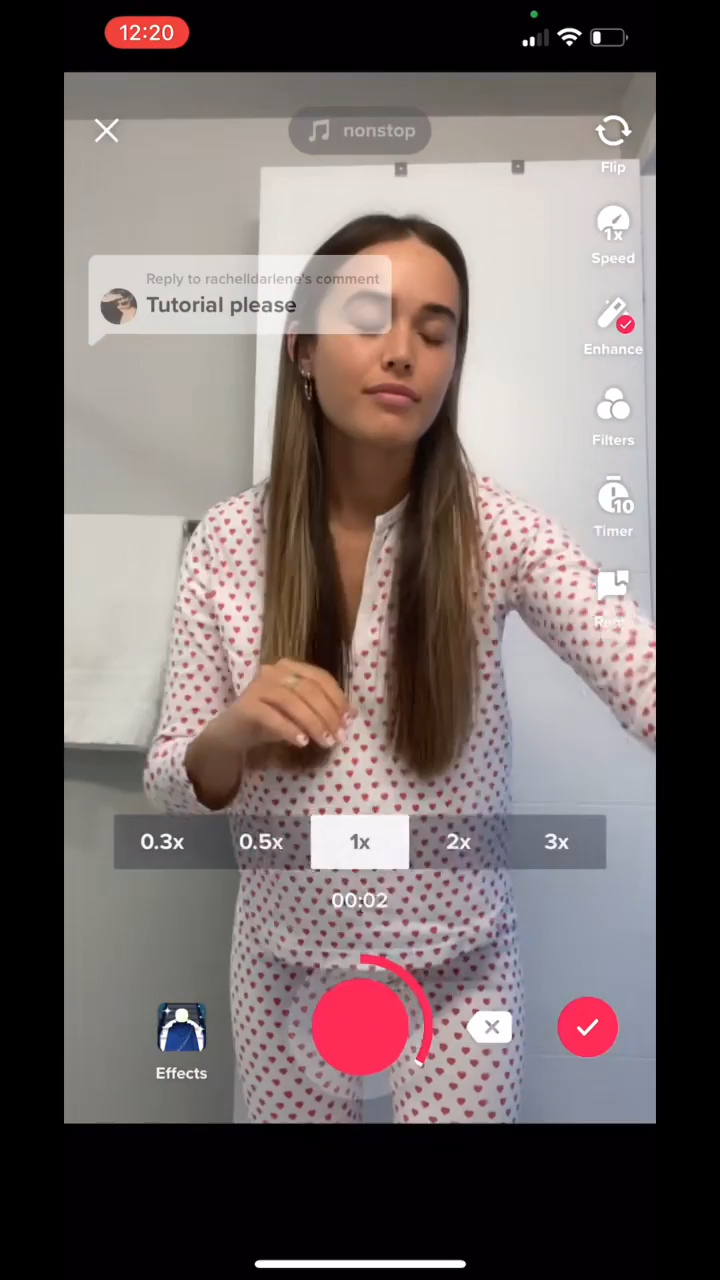 12:20
nonstop
Flip
Reply to rachelldarlene's comment
Tutorial please
1x
Speed
Enhance
Filters
10
Timer
0.3x
0.5x
1x
2x
3x
00:02
Effects